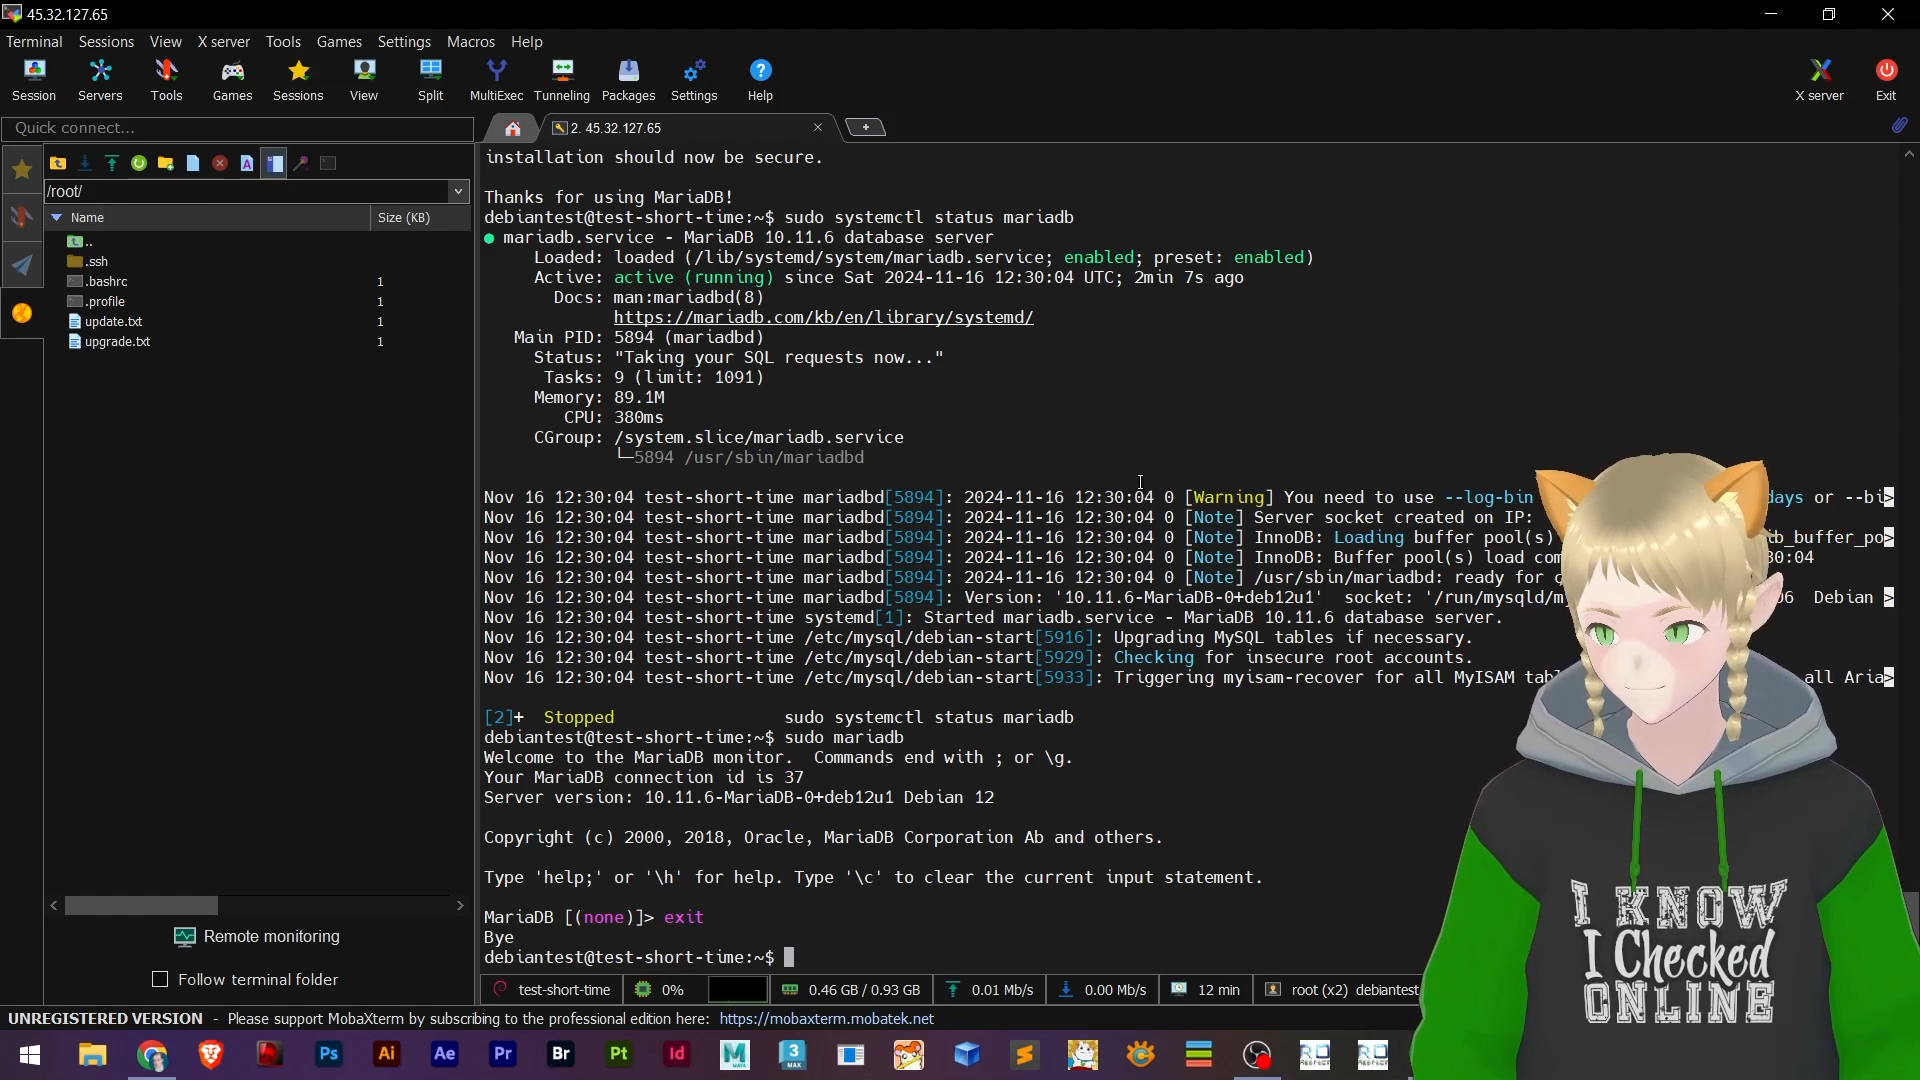 45.32.127.65
Terminal Sessions View X server Tools Games Settings Macros Help
Session Servers Tools Games Sessions View Split MultiExec Tunneling Packages Settings Help X server Exit
Quick connect...
2. 45.32.127.65
/root/
Name Size (KB)
..
.ssh
.bashrc 1
.profile 1
update.txt 1
upgrade.txt 1
Remote monitoring
Follow terminal folder
installation should now be secure.
Thanks for using MariaDB!
debiantest@test-short-time:~$ sudo systemctl status mariadb
● mariadb.service - MariaDB 10.11.6 database server
Loaded: loaded (/lib/systemd/system/mariadb.service; enabled; preset: enabled)
Active: active (running) since Sat 2024-11-16 12:30:04 UTC; 2min 7s ago
Docs: man:mariadbd(8)
https://mariadb.com/kb/en/library/systemd/
Main PID: 5894 (mariadbd)
Status: "Taking your SQL requests now..."
Tasks: 9 (limit: 1091)
Memory: 89.1M
CPU: 380ms
CGroup: /system.slice/mariadb.service
└─5894 /usr/sbin/mariadbd
Nov 16 12:30:04 test-short-time mariadbd[5894]: 2024-11-16 12:30:04 0 [Warning] You need to use --log-bin days or --bi>
Nov 16 12:30:04 test-short-time mariadbd[5894]: 2024-11-16 12:30:04 0 [Note] Server socket created on IP:
Nov 16 12:30:04 test-short-time mariadbd[5894]: 2024-11-16 12:30:04 0 [Note] InnoDB: Loading buffer pool(s) b_buffer_po>
Nov 16 12:30:04 test-short-time mariadbd[5894]: 2024-11-16 12:30:04 0 [Note] InnoDB: Buffer pool(s) load com 30:04
Nov 16 12:30:04 test-short-time mariadbd[5894]: 2024-11-16 12:30:04 0 [Note] /usr/sbin/mariadbd: ready for
Nov 16 12:30:04 test-short-time mariadbd[5894]: Version: '10.11.6-MariaDB-0+deb12u1' socket: '/run/mysqld/my 06 Debian >
Nov 16 12:30:04 test-short-time systemd[1]: Started mariadb.service - MariaDB 10.11.6 database server.
Nov 16 12:30:04 test-short-time /etc/mysql/debian-start[5916]: Upgrading MySQL tables if necessary.
Nov 16 12:30:04 test-short-time /etc/mysql/debian-start[5929]: Checking for insecure root accounts.
Nov 16 12:30:04 test-short-time /etc/mysql/debian-start[5933]: Triggering myisam-recover for all MyISAM tabl all Aria>
[2]+ Stopped sudo systemctl status mariadb
debiantest@test-short-time:~$ sudo mariadb
Welcome to the MariaDB monitor. Commands end with ; or \g.
Your MariaDB connection id is 37
Server version: 10.11.6-MariaDB-0+deb12u1 Debian 12
Copyright (c) 2000, 2018, Oracle, MariaDB Corporation Ab and others.
Type 'help;' or '\h' for help. Type '\c' to clear the current input statement.
MariaDB [(none)]> exit
Bye
debiantest@test-short-time:~$
I KNOW
I Checked
ONLINE
test-short-time 0% 0.46 GB / 0.93 GB 0.01 Mb/s 0.00 Mb/s 12 min root (x2) debiantest
UNREGISTERED VERSION - Please support MobaXterm by subscribing to the professional edition here: https://mobaxterm.mobatek.net
Ps Ai Ae Pr Br Pt Id M 3
MAYA MAX